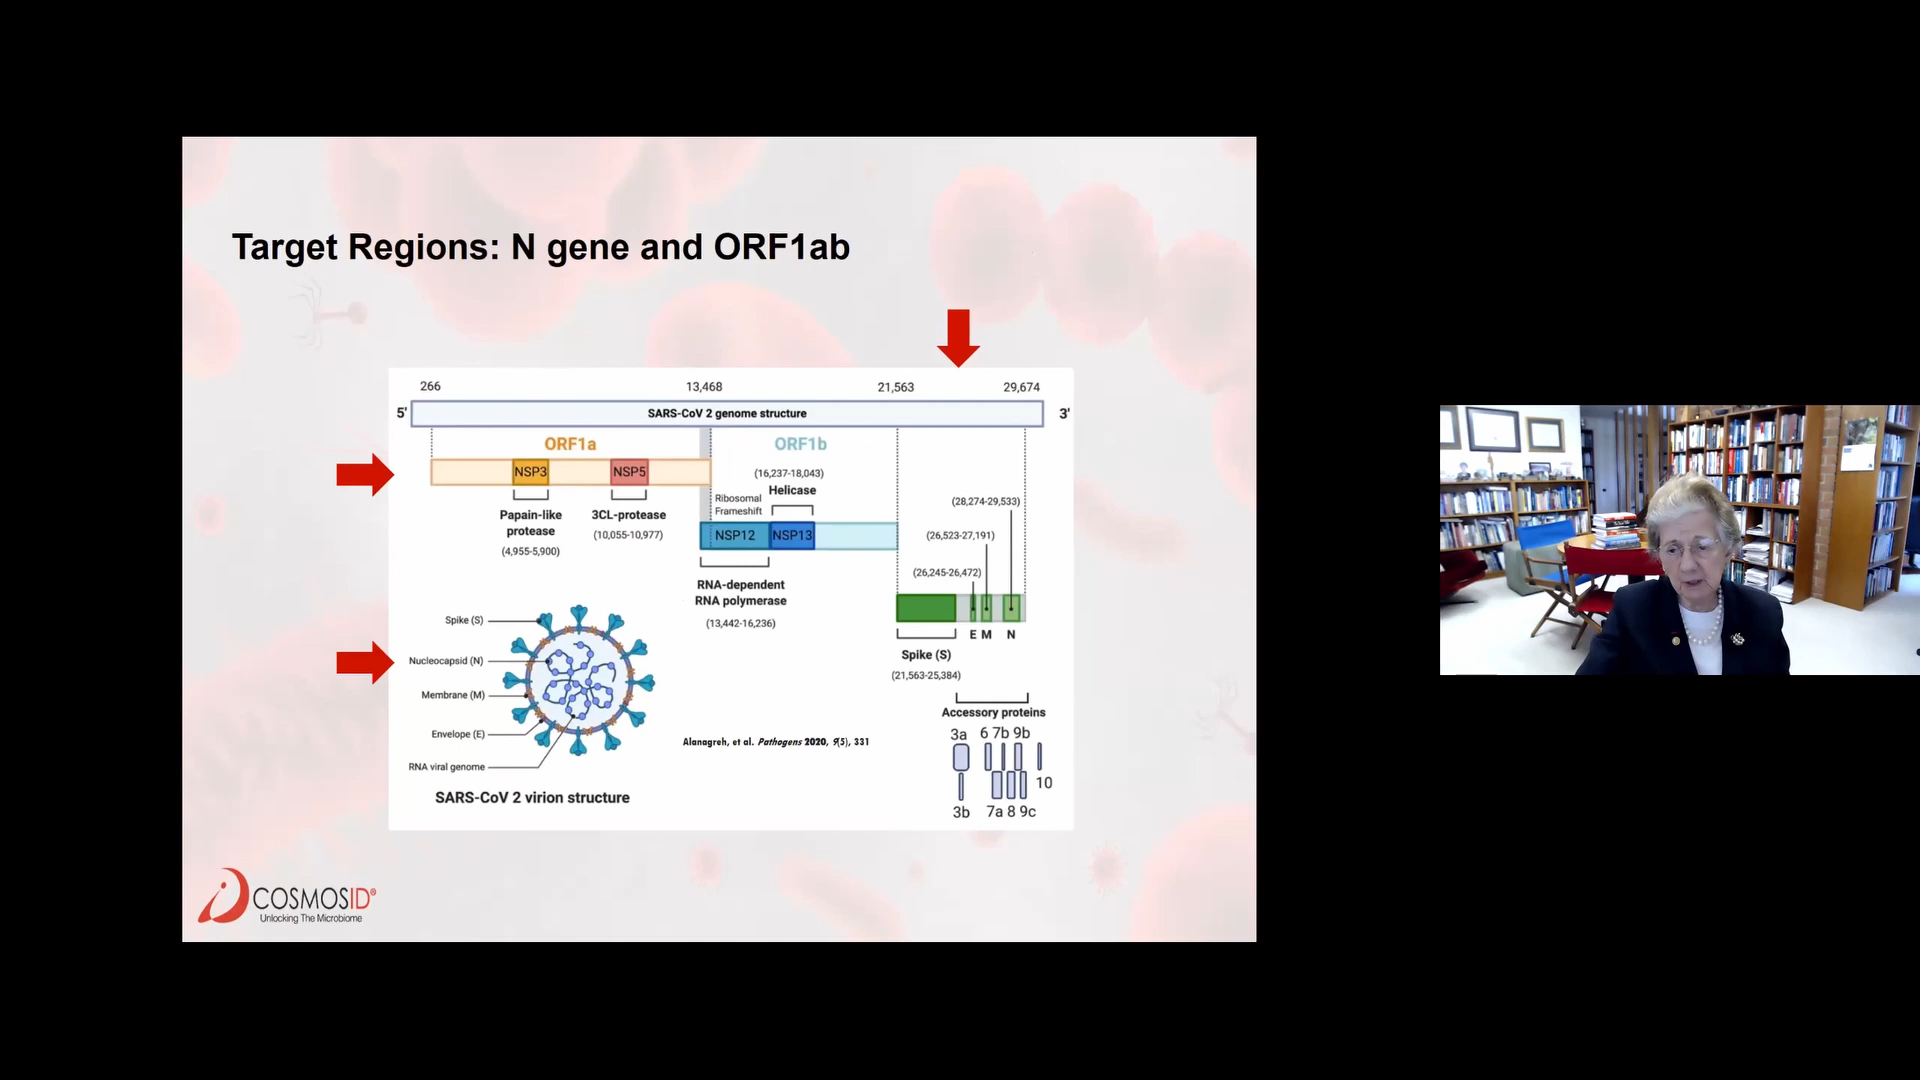 Target Regions: N gene and ORF1ab
266
13,468
21,563
29,674
5'
SARS-CoV 2 genome structure
3'
ORF1a
ORF1b
NSP3
NSP5
(16,237-18,043)
Helicase
Ribosomal
Frameshift
Papain-like
protease
(4,955-5,900)
3CL-protease
(10,055-10,977)
NSP12
NSP13
RNA-dependent
RNA polymerase
(13,442-16,236)
(28,274-29,533)
(26,523-27,191)
(26,245-26,472)
E M N
Spike (S)
(21,563-25,384)
Accessory proteins
3a 6 7b 9b
10
3b 7a 8 9c
Spike (S)
Nucleocapsid (N)
Membrane (M)
Envelope (E)
RNA viral genome
SARS-CoV 2 virion structure
Alanagreh, et al. Pathogens 2020, 9(5), 331
COSMOSID®
Unlocking The Microbiome